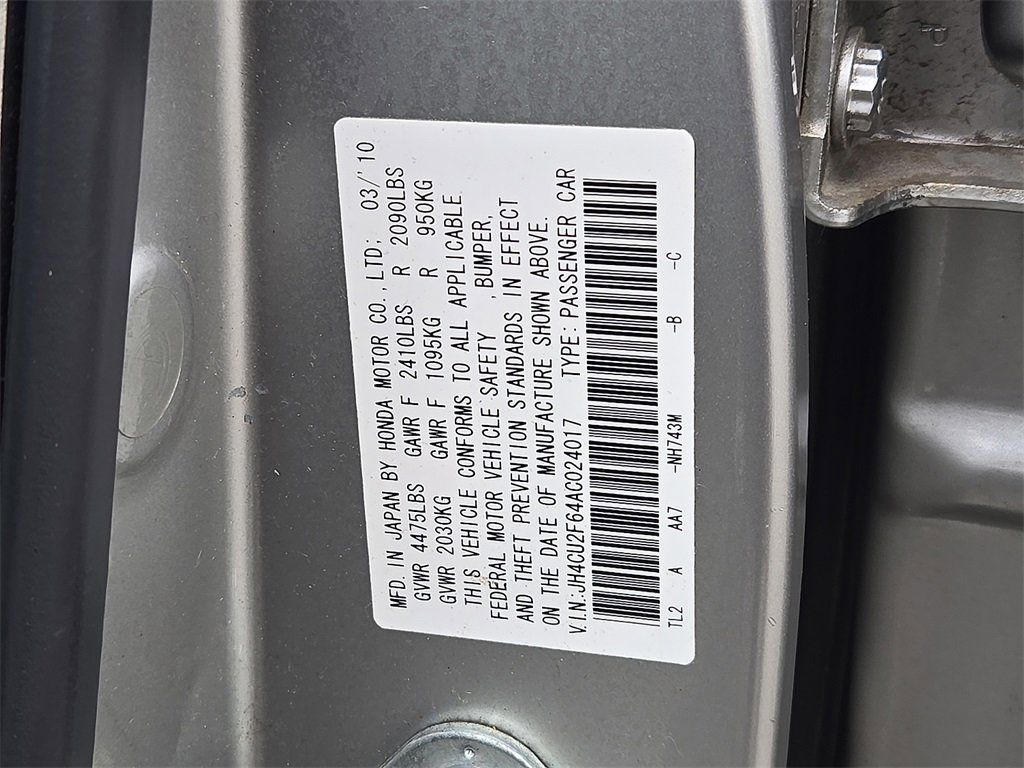 MFD. IN JAPAN BY HONDA MOTOR CO., LTD; 03/'10
GVWR 4475LBS GAWR F 2410LBS R 2090LBS
GVWR 2030KG GAWR F 1095KG R 950KG
THIS VEHICLE CONFORMS TO ALL APPLICABLE
FEDERAL MOTOR VEHICLE SAFETY , BUMPER,
AND THEFT PREVENTION STANDARDS IN EFFECT
ON THE DATE OF MANUFACTURE SHOWN ABOVE.
V.I.N.:JH4CU2F64AC024017 TYPE:PASSENGER CAR
TL2 A AA7 -NH743M -B -C